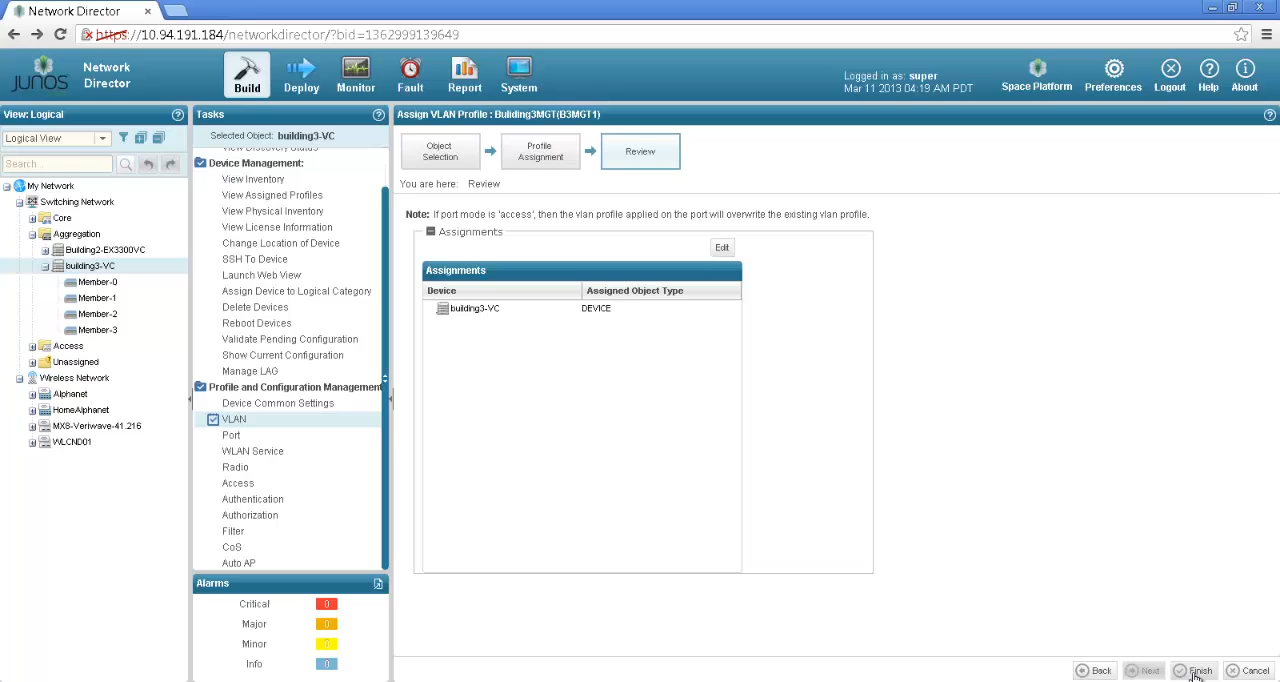 Network Director
https://10.94.191.184/networkdirector/?bid=1362999139649
JUNOS
Network Director
Build
Deploy
Monitor
Fault
Report
System
Logged in as: super
Mar 11 2013 04:19 AM PDT
Space Platform
Preferences
Logout
Help
About
View: Logical
Logical View
Search...
My Network
Switching Network
Core
Aggregation
Building2-EX3300VC
building3-VC
Member-0
Member-1
Member-2
Member-3
Access
Unassigned
Wireless Network
Alphanet
HomeAlphanet
MX8-Veriwave-41.216
WLCND01
Tasks
Selected Object: building3-VC
View Discovery Status
Device Management:
View Inventory
View Assigned Profiles
View Physical Inventory
View License Information
Change Location of Device
SSH To Device
Launch Web View
Assign Device to Logical Category
Delete Devices
Reboot Devices
Validate Pending Configuration
Show Current Configuration
Manage LAG
Profile and Configuration Management
Device Common Settings
VLAN
Port
WLAN Service
Radio
Access
Authentication
Authorization
Filter
CoS
Auto AP
Alarms
Critical 0
Major 0
Minor 0
Info 0
Assign VLAN Profile : Buliding3MGT(B3MGT1)
Object Selection
Profile Assignment
Review
You are here: Review
Note: If port mode is 'access', then the vlan profile applied on the port will overwrite the existing vlan profile.
Assignments
Edit
Assignments
Device Assigned Object Type
building3-VC DEVICE
Back
Next
Finish
Cancel